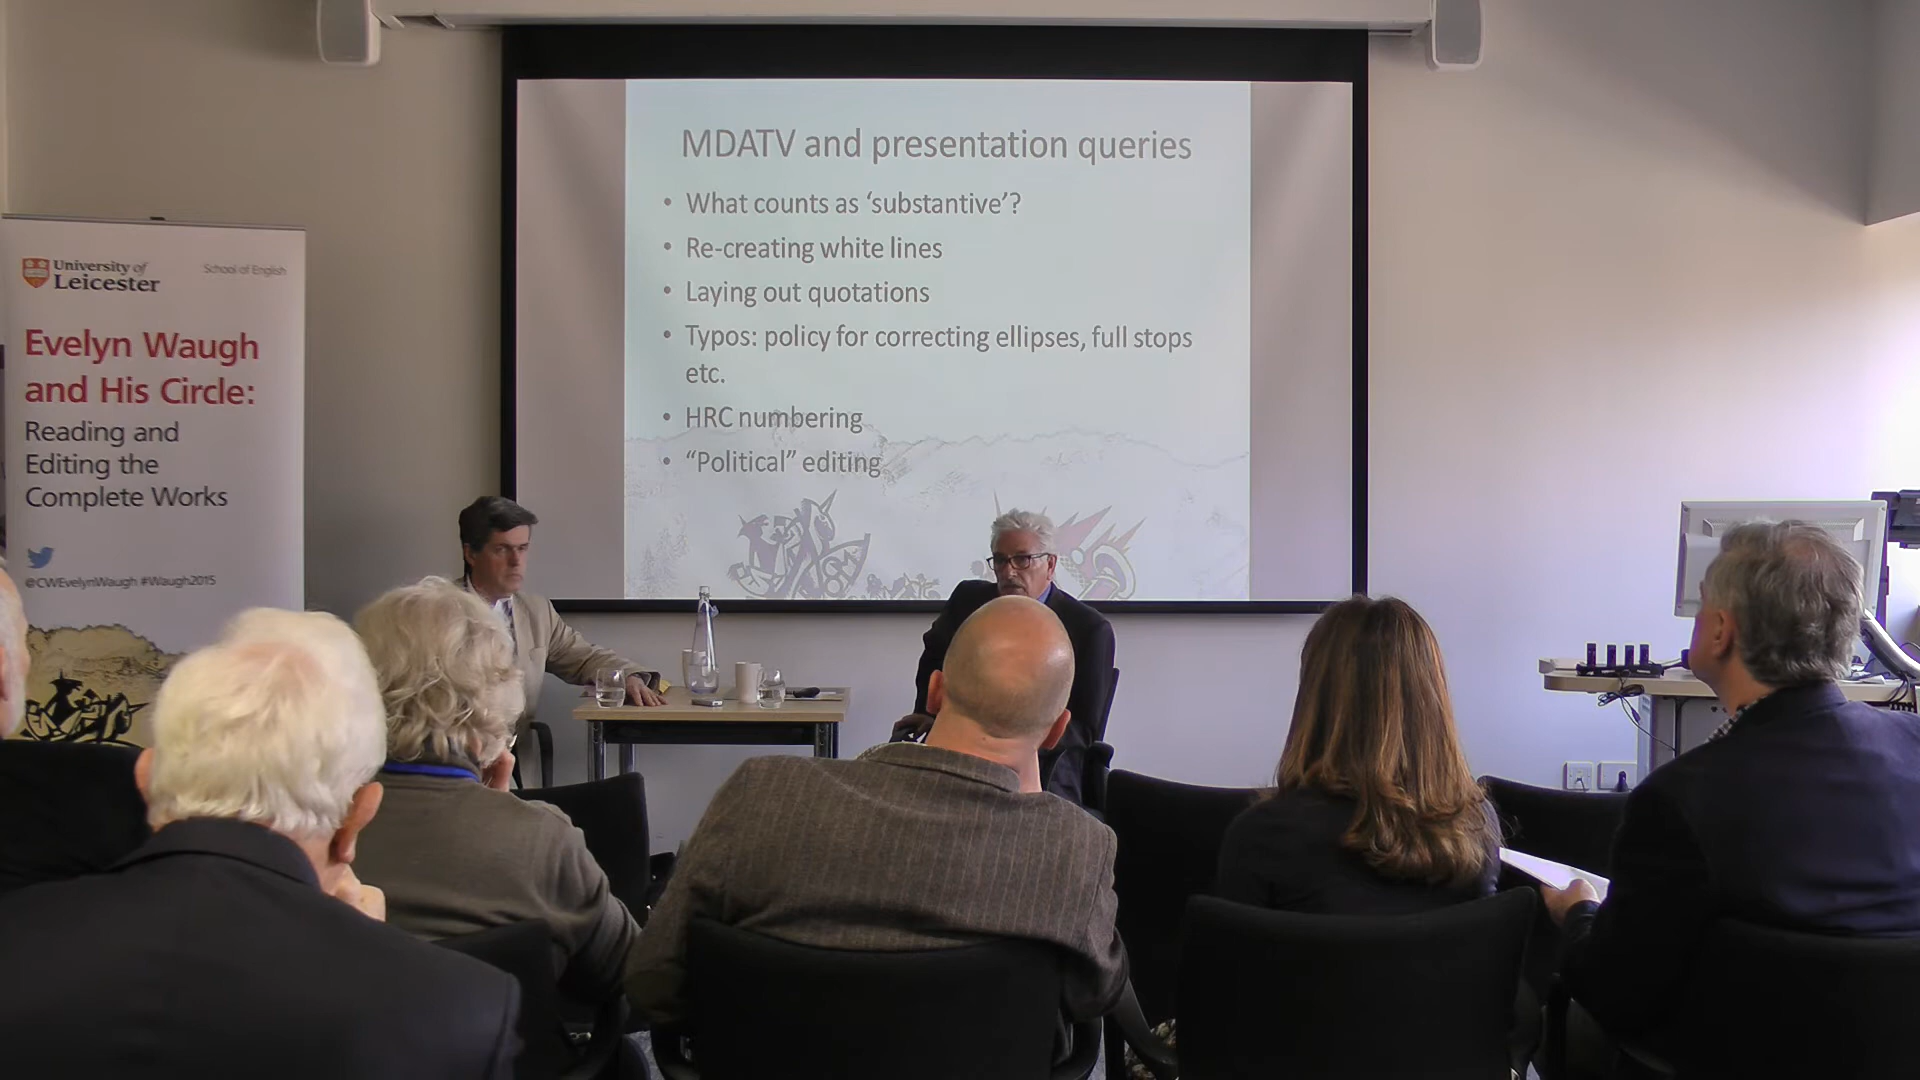 MDATV and presentation queries
• What counts as ‘substantive’?
• Re-creating white lines
• Laying out quotations
• Typos: policy for correcting ellipses, full stops
etc.
• HRC numbering
• “Political” editing
University of
Leicester
School of English
Evelyn Waugh
and His Circle:
Reading and
Editing the
Complete Works
@CWEvelynWaugh #Waugh2015